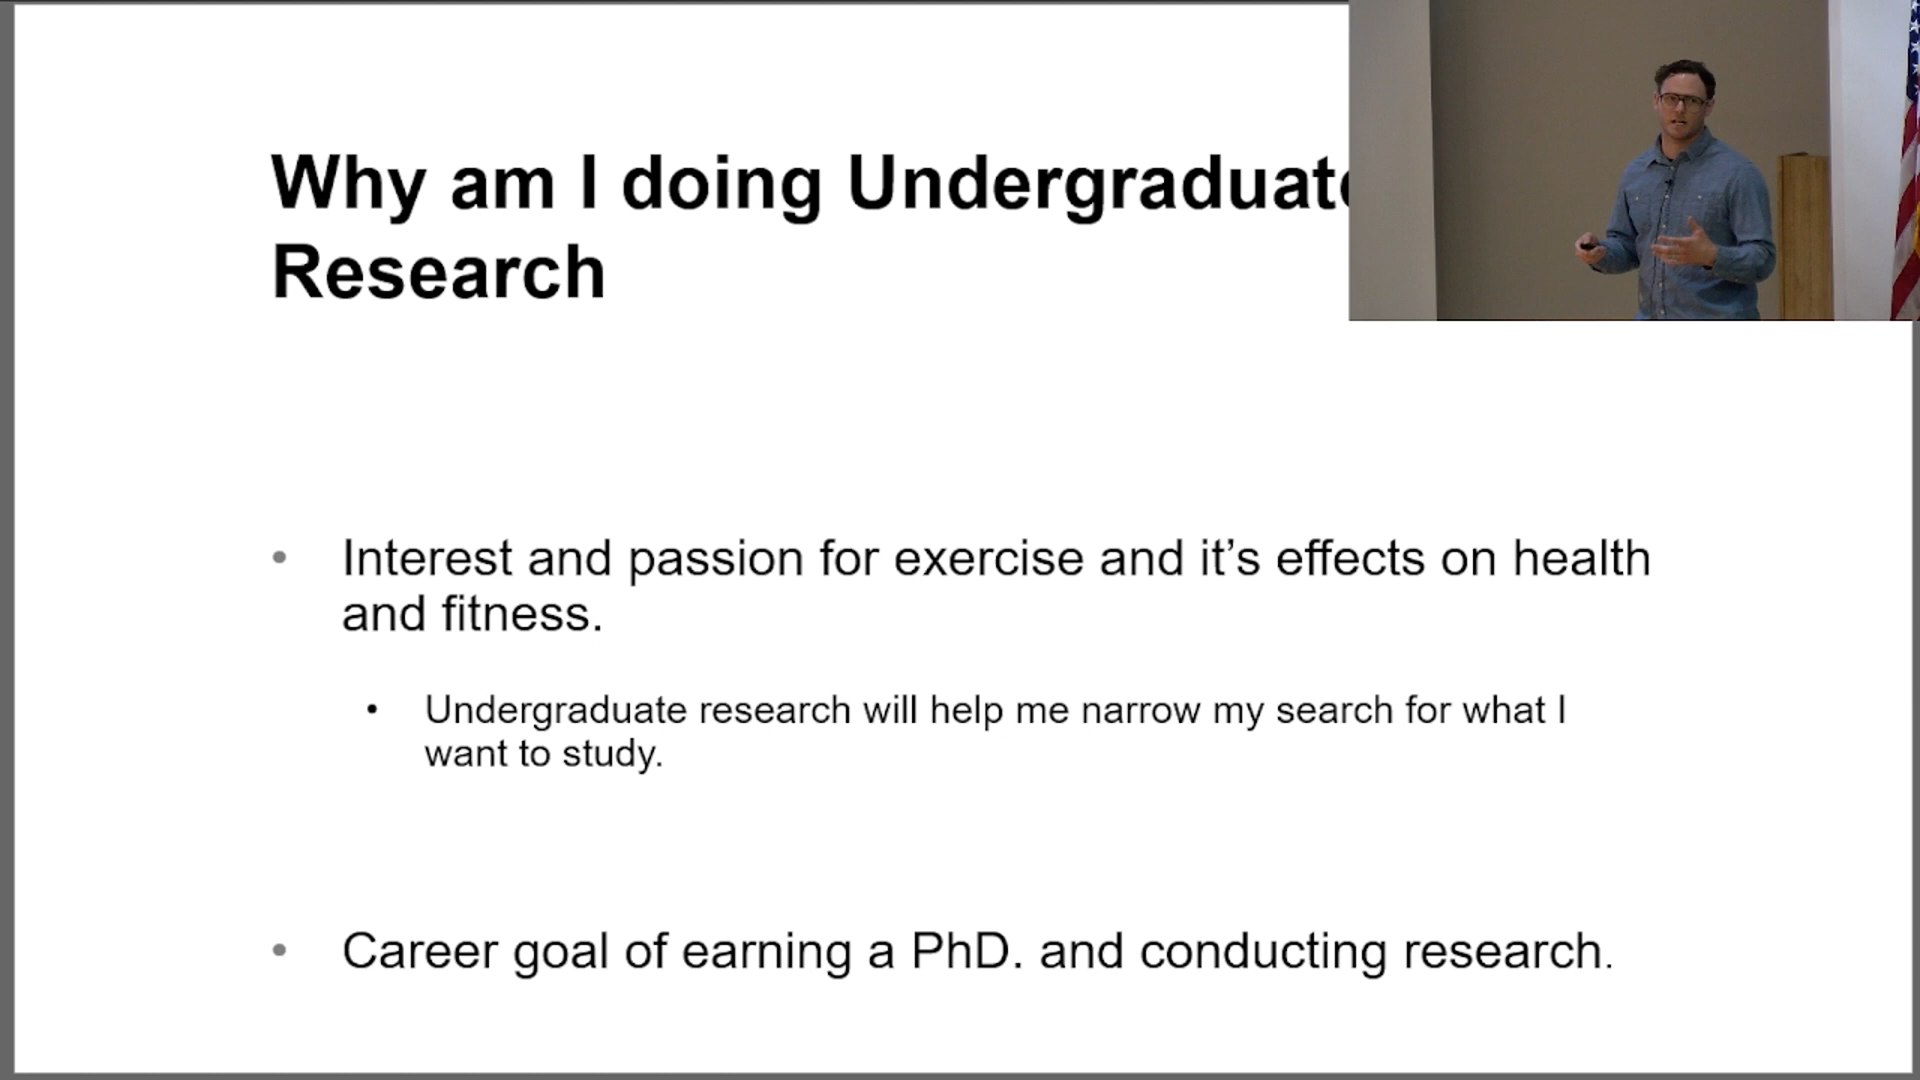 Why am I doing Undergraduate
Research
• Interest and passion for exercise and it’s effects on health
and fitness.
• Undergraduate research will help me narrow my search for what I
want to study.
• Career goal of earning a PhD. and conducting research.